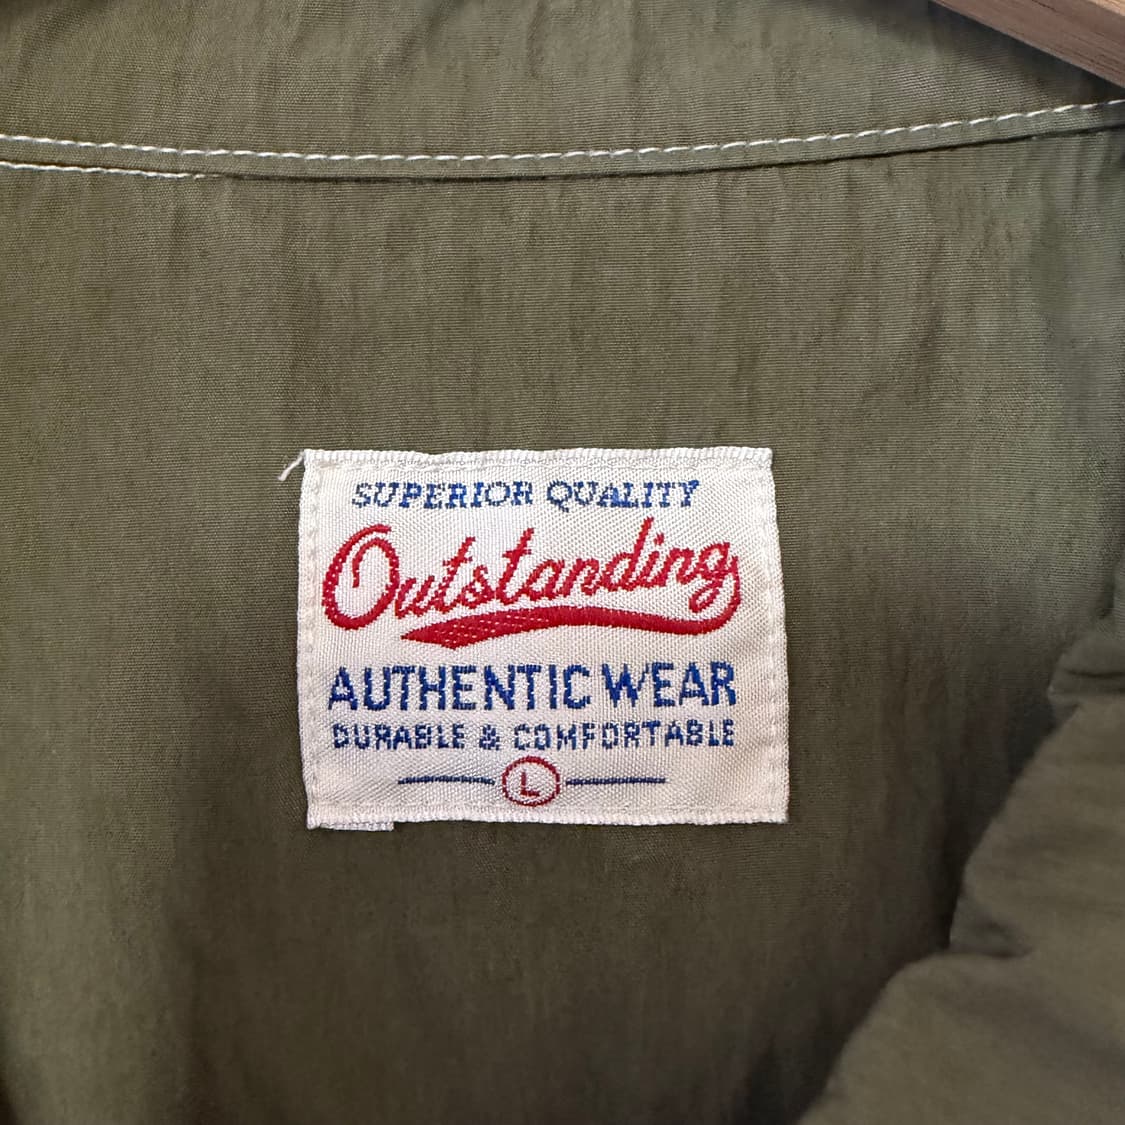 SUPERIOR QUALITY
Outstanding
AUTHENTIC WEAR
DURABLE & COMFORTABLE
L